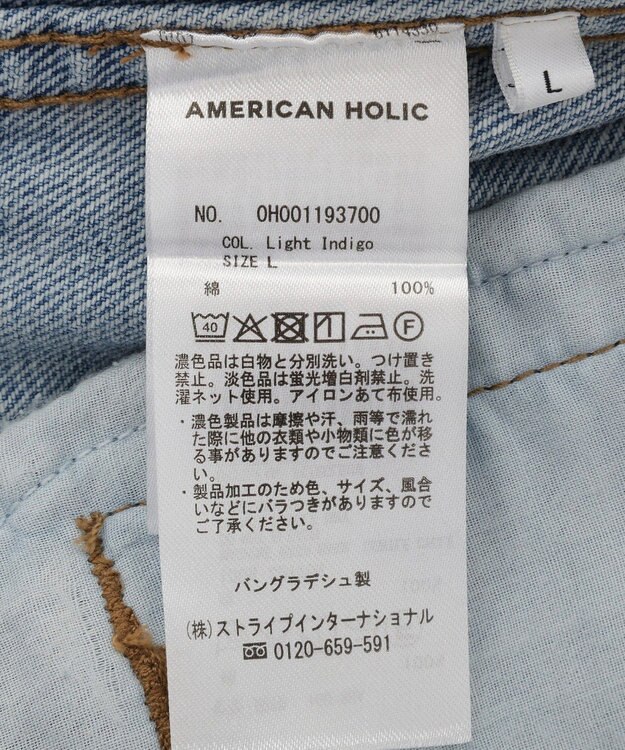 L
AMERICAN HOLIC
NO. OH001193700
COL. Light Indigo
SIZE L
綿 100%
40 F
濃色品は白物と分別洗い。つけ置き
禁止。淡色品は蛍光増白剤禁止。洗
濯ネット使用。アイロンあて布使用。
・濃色製品は摩擦や汗、雨等で濡れ
た際に他の衣類や小物類に色が移
る事がありますのでご注意くださ
い。
・製品加工のため色、サイズ、風合
いなどにバラつきがありますので
ご了承ください。
バングラデシュ製
(株)ストライプインターナショナル
0120-659-591